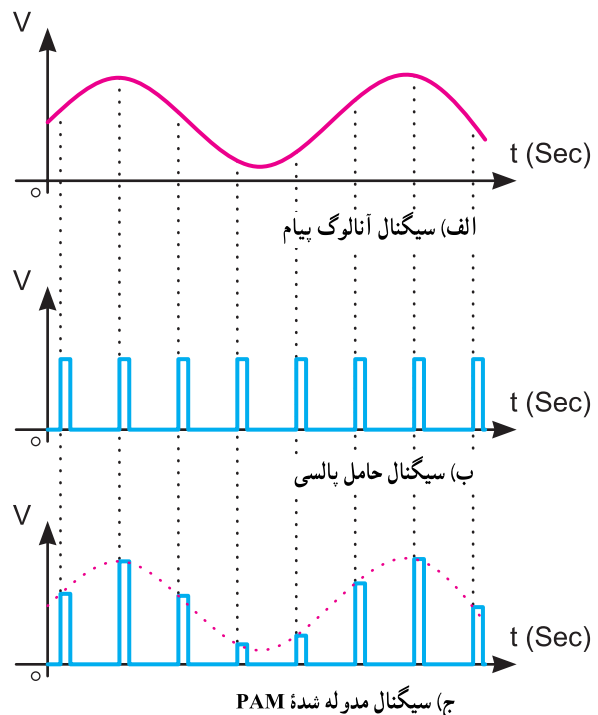 V
t (Sec)
o
الف) سیگنال آنالوگ پیام
V
t (Sec)
o
ب) سیگنال حامل پالسی
V
t (Sec)
o
ج) سیگنال مدوله شدهٔ PAM